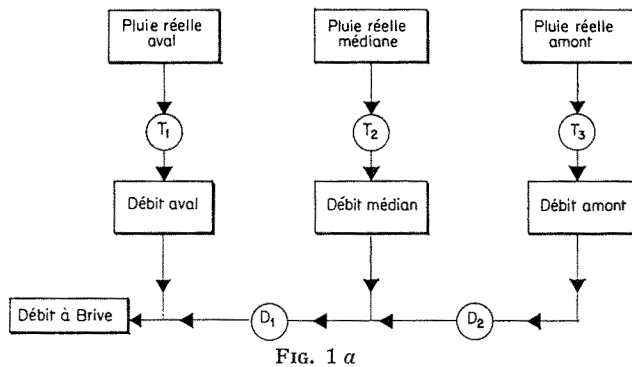 Pluie réelle
aval
Pluie réelle
médiane
Pluie réelle
amont
T1
T2
T3
Débit aval
Débit médian
Débit amont
Débit à Brive
D1
D2
FIG. 1 a